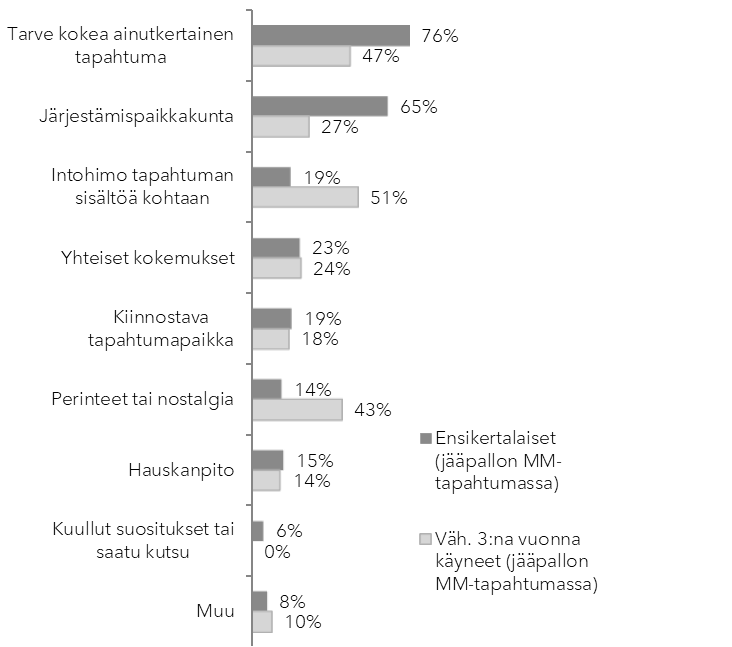 Tarve kokea ainutkertainen
tapahtuma
76%
47%
Järjestämispaikkakunta
65%
27%
Intohimo tapahtuman
sisältöä kohtaan
19%
51%
Yhteiset kokemukset
23%
24%
Kiinnostava
tapahtumapaikka
19%
18%
Perinteet tai nostalgia
14%
43%
Hauskanpito
15%
14%
Kuullut suositukset tai
saatu kutsu
6%
0%
Muu
8%
10%
Ensikertalaiset
(jääpallon MM-
tapahtumassa)
Väh. 3:na vuonna
käyneet (jääpallon
MM-tapahtumassa)